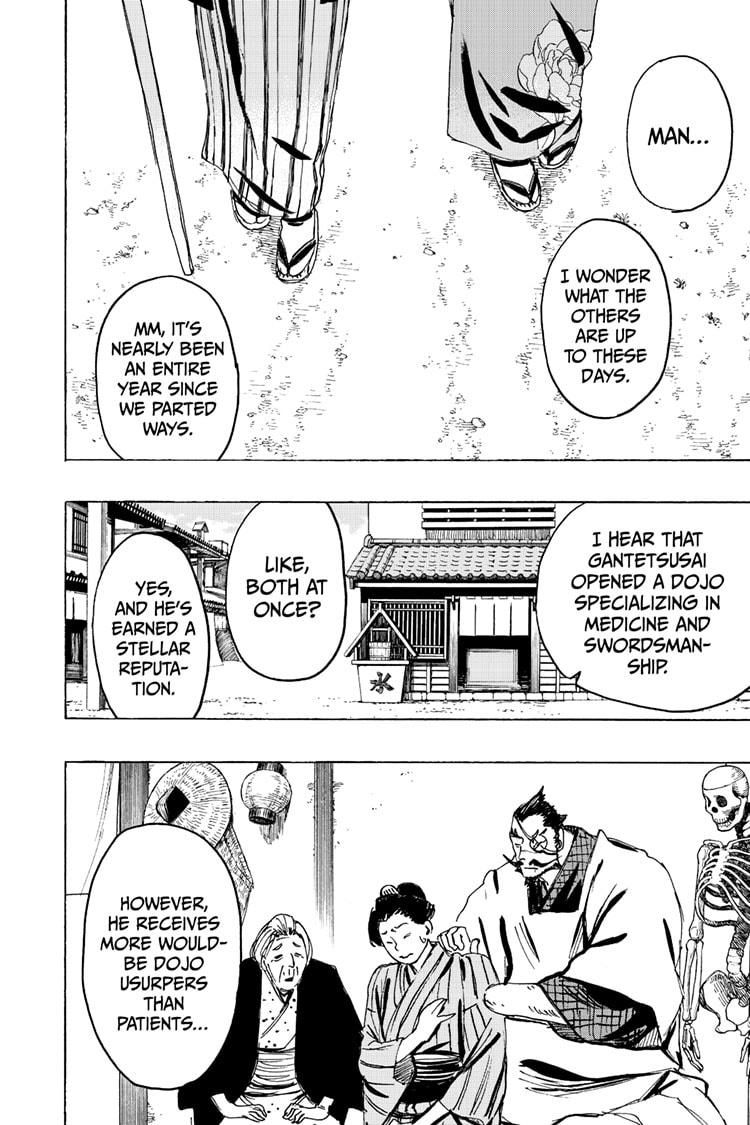 MAN...
I WONDER
WHAT THE
OTHERS
ARE UP
TO THESE
DAYS.
MM, IT'S
NEARLY BEEN
AN ENTIRE
YEAR SINCE
WE PARTED
WAYS.
I HEAR THAT
GANTETSUSAI
OPENED A DOJO
SPECIALIZING IN
MEDICINE AND
SWORDSMAN-
SHIP.
LIKE,
BOTH AT
ONCE?
YES,
AND HE'S
EARNED A
STELLAR
REPUTA-
TION.
水
HOWEVER,
HE RECEIVES
MORE WOULD-
BE DOJO
USURPERS
THAN
PATIENTS...